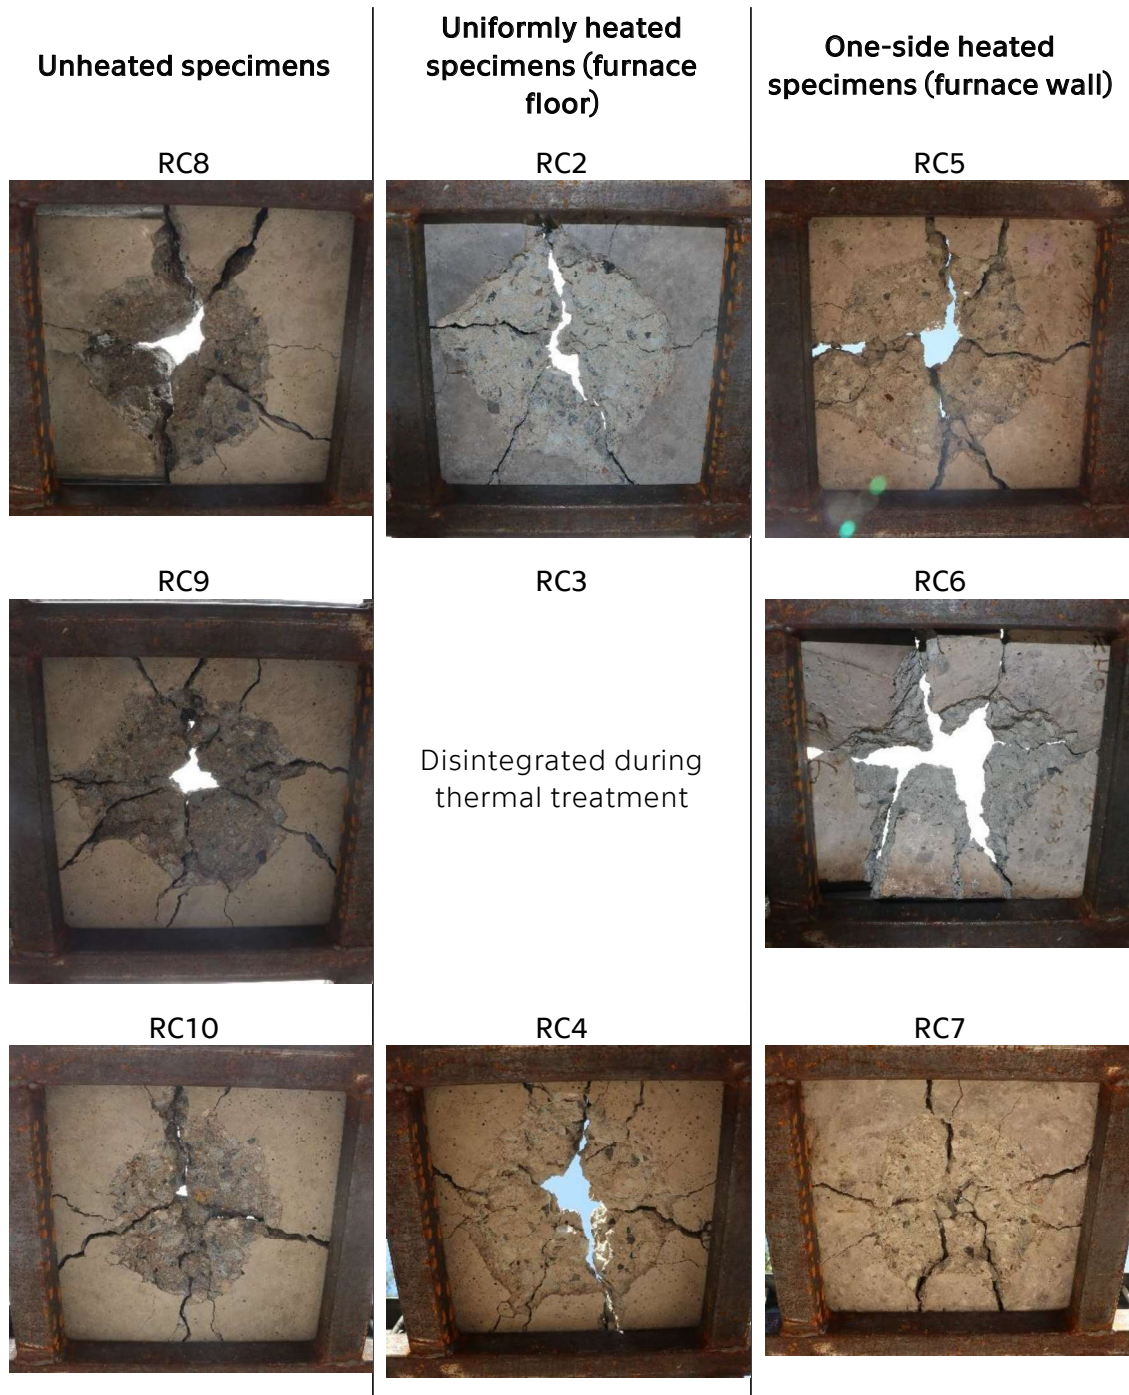 Unheated specimens
Uniformly heated
specimens (furnace
floor)
One-side heated
specimens (furnace wall)
RC8
RC2
RC5
RC9
RC3
RC6
Disintegrated during
thermal treatment
RC10
RC4
RC7